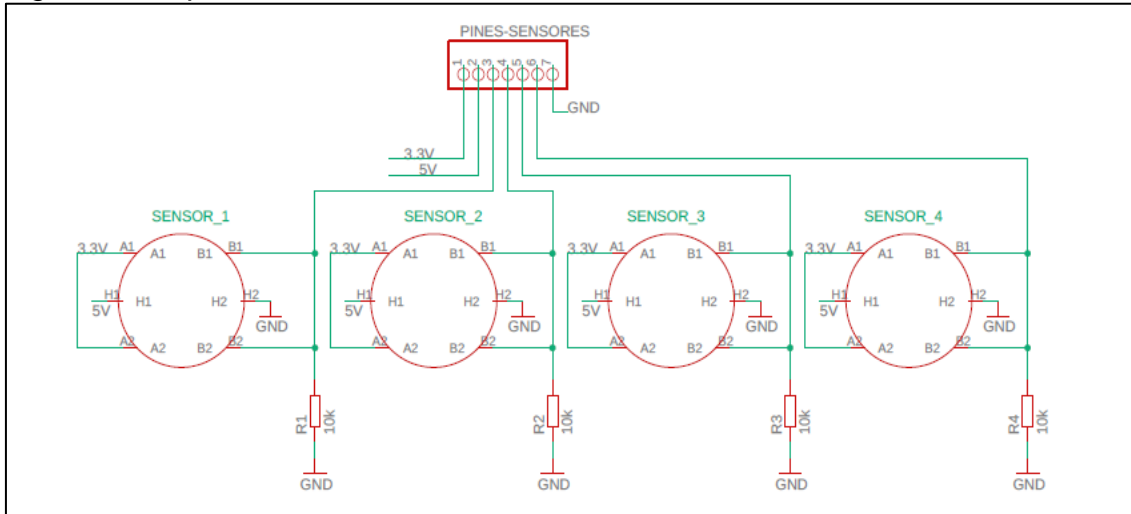 PINES-SENSORES
1 2 3 4 5 6 7
GND
3.3V
5V
SENSOR_1 SENSOR_2 SENSOR_3 SENSOR_4
3.3V A1 A1 B1 B1 3.3V A1 A1 B1 B1 3.3V A1 A1 B1 B1 3.3V A1 A1 B1 B1
H1 H1 H2 H2 H1 H1 H2 H2 H1 H1 H2 H2 H1 H1 H2 H2
5V 5V 5V 5V
GND GND GND GND
A2 A2 B2 B2 A2 A2 B2 B2 A2 A2 B2 B2 A2 A2 B2 B2
R1 10k R2 10k R3 10k R4 10k
GND GND GND GND